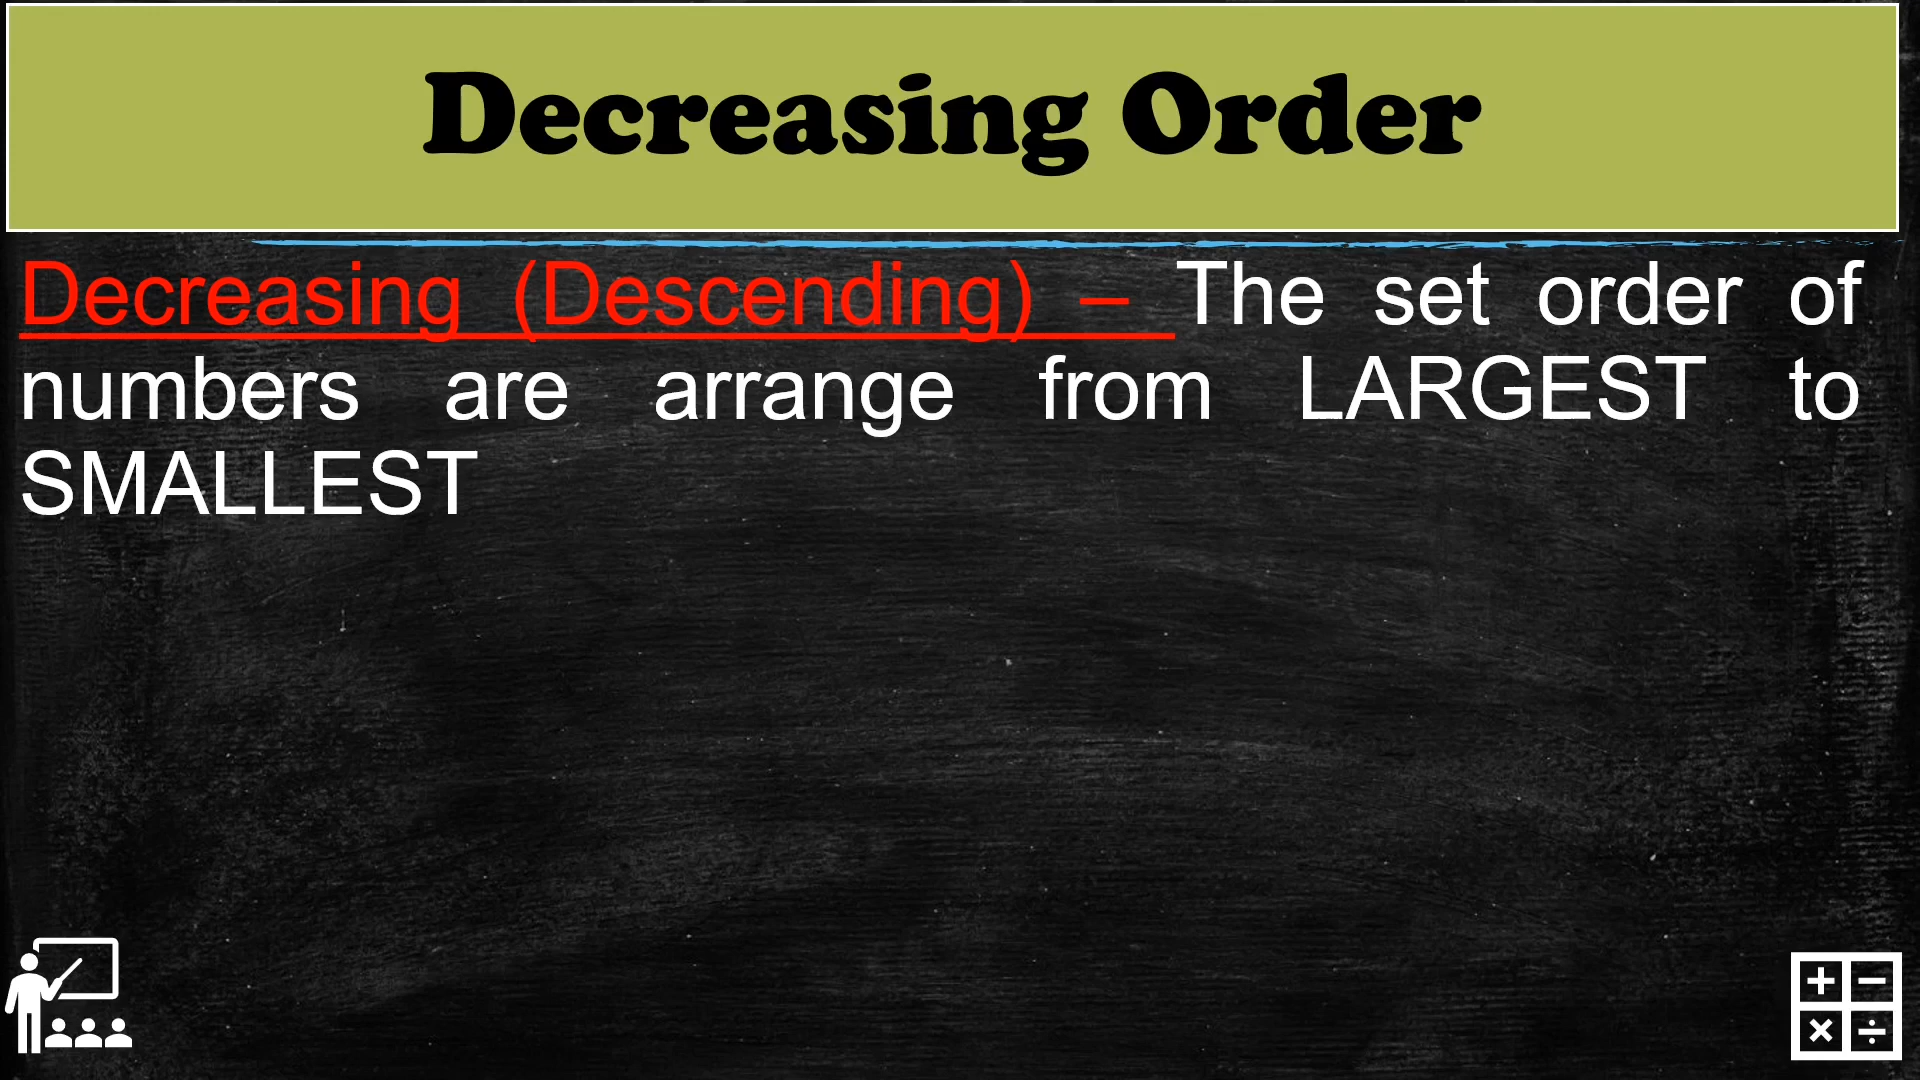 Decreasing Order
Decreasing (Descending) – The set order of
numbers are arrange from LARGEST to
SMALLEST